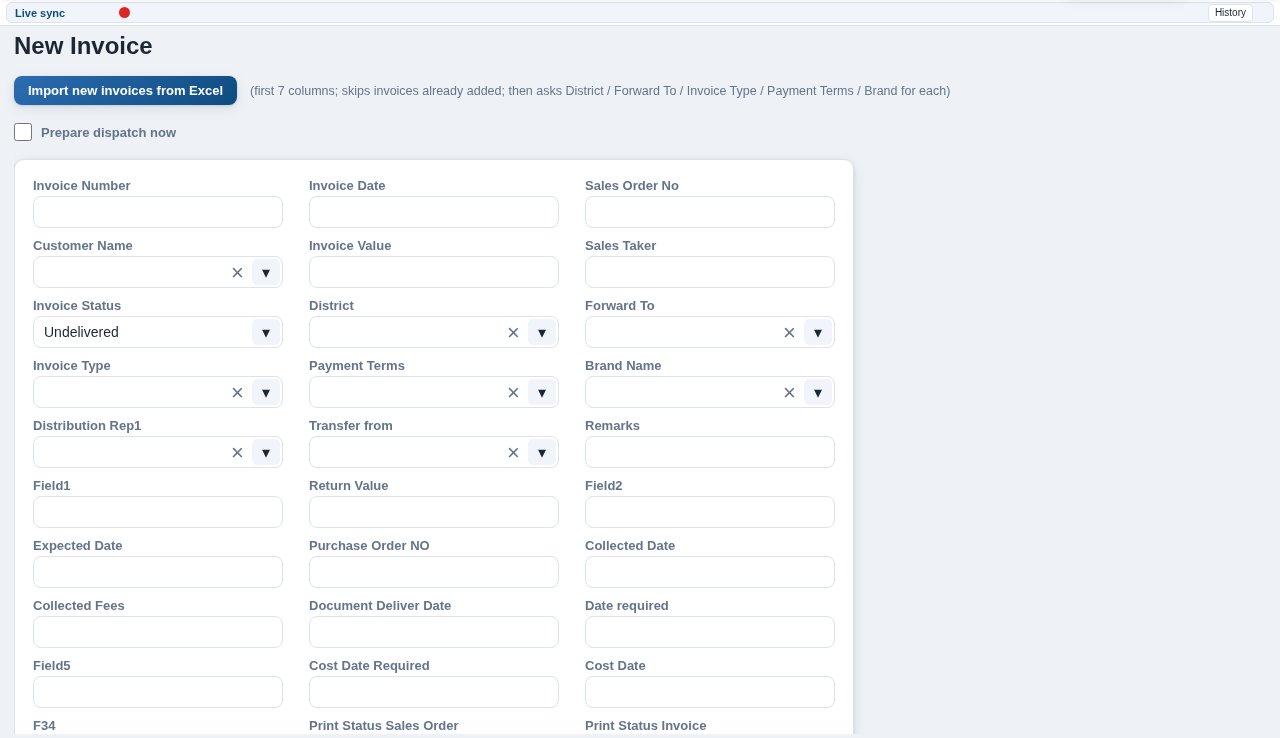 Live sync
History
New Invoice
Import new invoices from Excel (first 7 columns; skips invoices already added; then asks District / Forward To / Invoice Type / Payment Terms / Brand for each)
Prepare dispatch now
Invoice Number Invoice Date Sales Order No
Customer Name Invoice Value Sales Taker
Invoice Status District Forward To
Undelivered
Invoice Type Payment Terms Brand Name
Distribution Rep1 Transfer from Remarks
Field1 Return Value Field2
Expected Date Purchase Order NO Collected Date
Collected Fees Document Deliver Date Date required
Field5 Cost Date Required Cost Date
F34 Print Status Sales Order Print Status Invoice